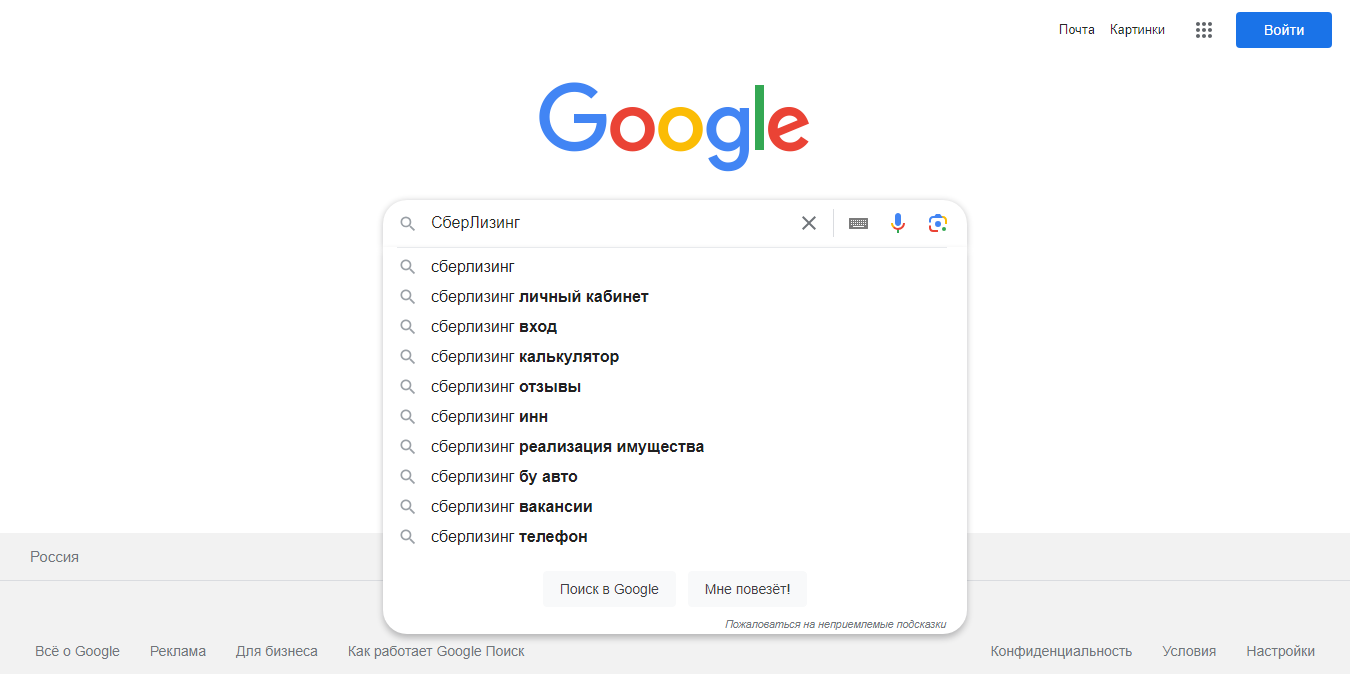 Почта Картинки Войти
Google
СберЛизинг
сберлизинг
сберлизинг личный кабинет
сберлизинг вход
сберлизинг калькулятор
сберлизинг отзывы
сберлизинг инн
сберлизинг реализация имущества
сберлизинг бу авто
сберлизинг вакансии
сберлизинг телефон
Россия
Поиск в Google Мне повезёт!
Пожаловаться на неприемлемые подсказки
Всё о Google Реклама Для бизнеса Как работает Google Поиск Конфиденциальность Условия Настройки